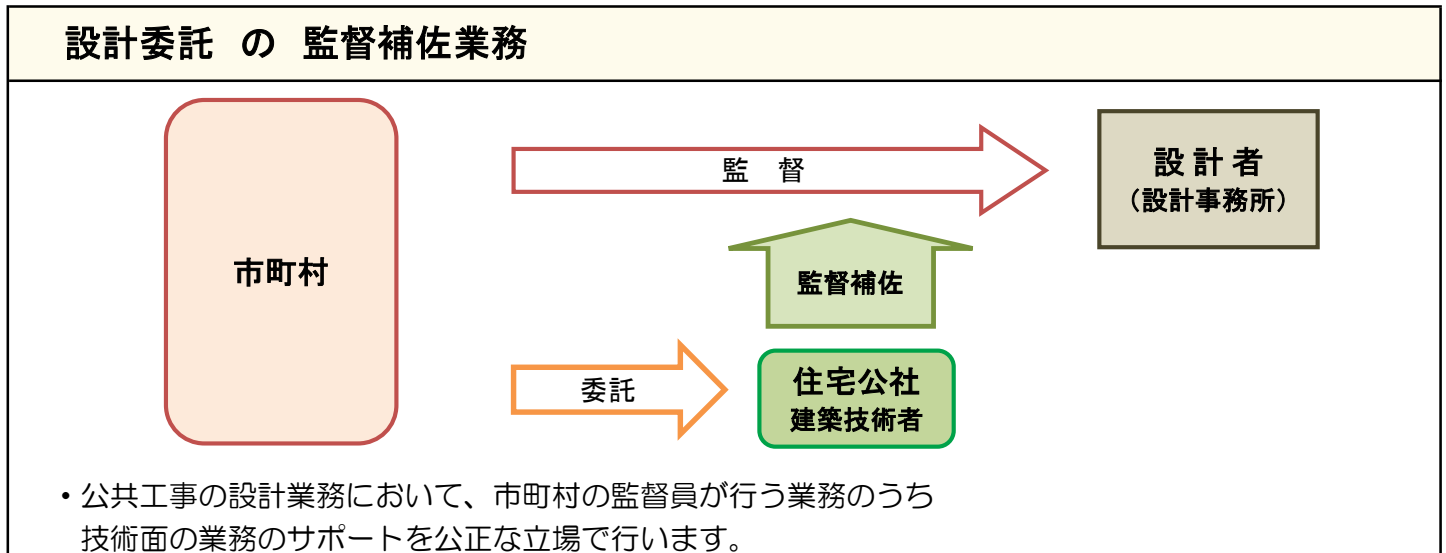 設計委託 の 監督補佐業務
市町村
監 督
設 計 者
（設計事務所）
監督補佐
委託
住宅公社
建築技術者
・公共工事の設計業務において、市町村の監督員が行う業務のうち
技術面の業務のサポートを公正な立場で行います。